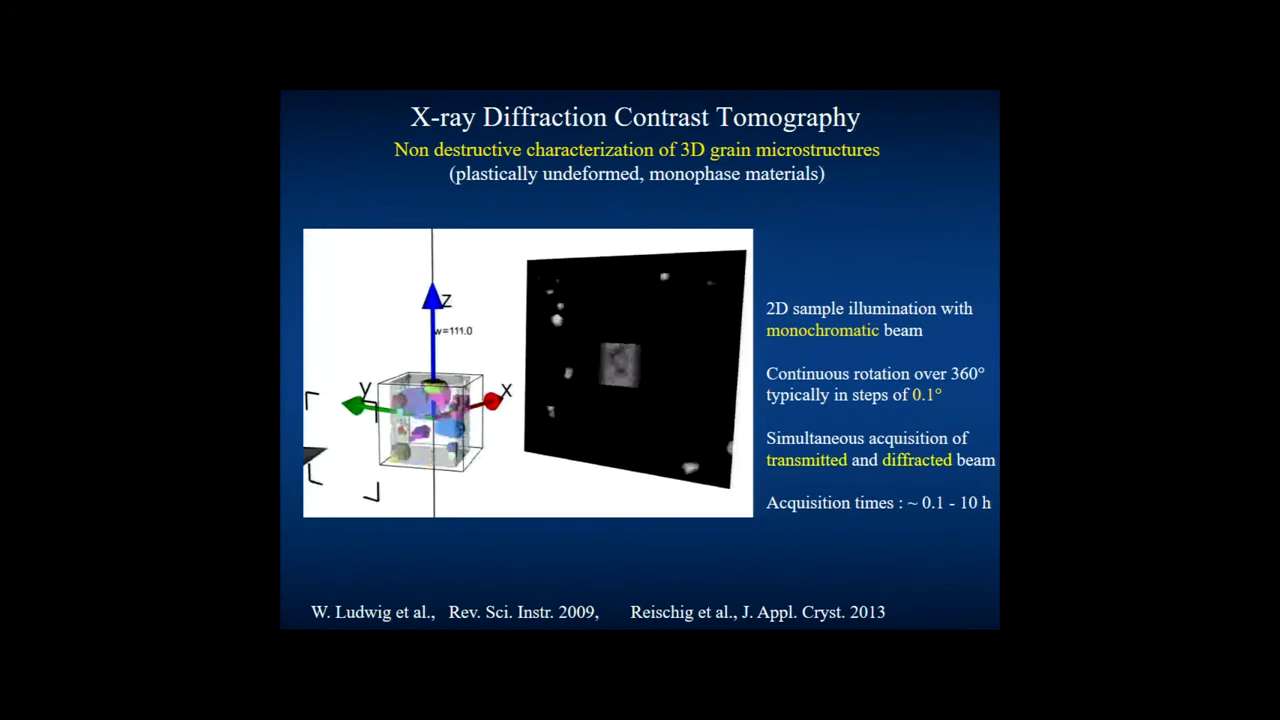 X-ray Diffraction Contrast Tomography
Non destructive characterization of 3D grain microstructures
(plastically undeformed, monophase materials)
Z
w=111.0
y
X
2D sample illumination with
monochromatic beam
Continuous rotation over 360°
typically in steps of 0.1°
Simultaneous acquisition of
transmitted and diffracted beam
Acquisition times : ~ 0.1 - 10 h
W. Ludwig et al., Rev. Sci. Instr. 2009, Reischig et al., J. Appl. Cryst. 2013